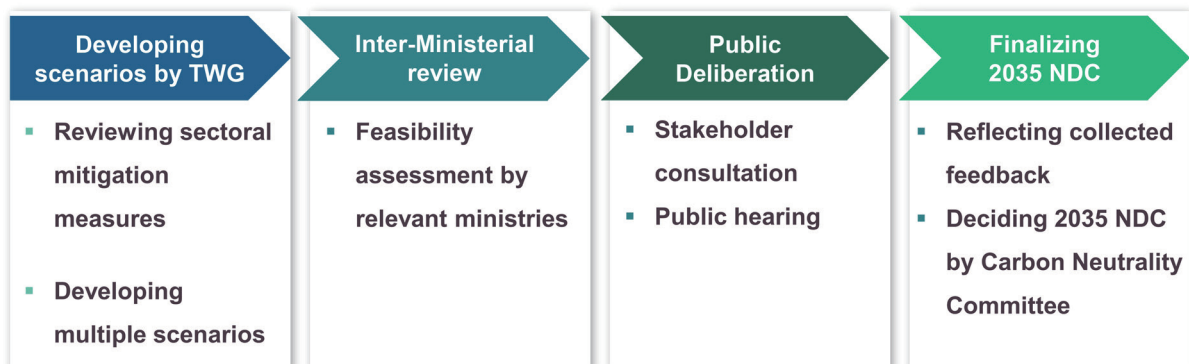 Developing
scenarios by TWG
▪ Reviewing sectoral
mitigation
measures
▪ Developing
multiple scenarios
Inter-Ministerial
review
▪ Feasibility
assessment by
relevant ministries
Public
Deliberation
▪ Stakeholder
consultation
▪ Public hearing
Finalizing
2035 NDC
▪ Reflecting collected
feedback
▪ Deciding 2035 NDC
by Carbon Neutrality
Committee